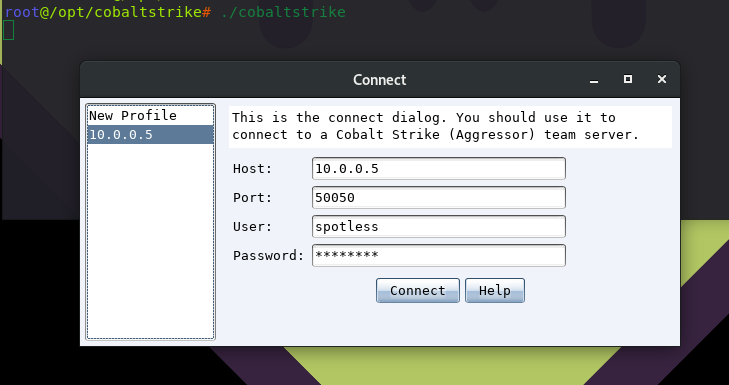 root@/opt/cobaltstrike# ./cobaltstrike
Connect
New Profile
10.0.0.5
This is the connect dialog. You should use it to
connect to a Cobalt Strike (Aggressor) team server.
Host: 10.0.0.5
Port: 50050
User: spotless
Password: ********
Connect Help